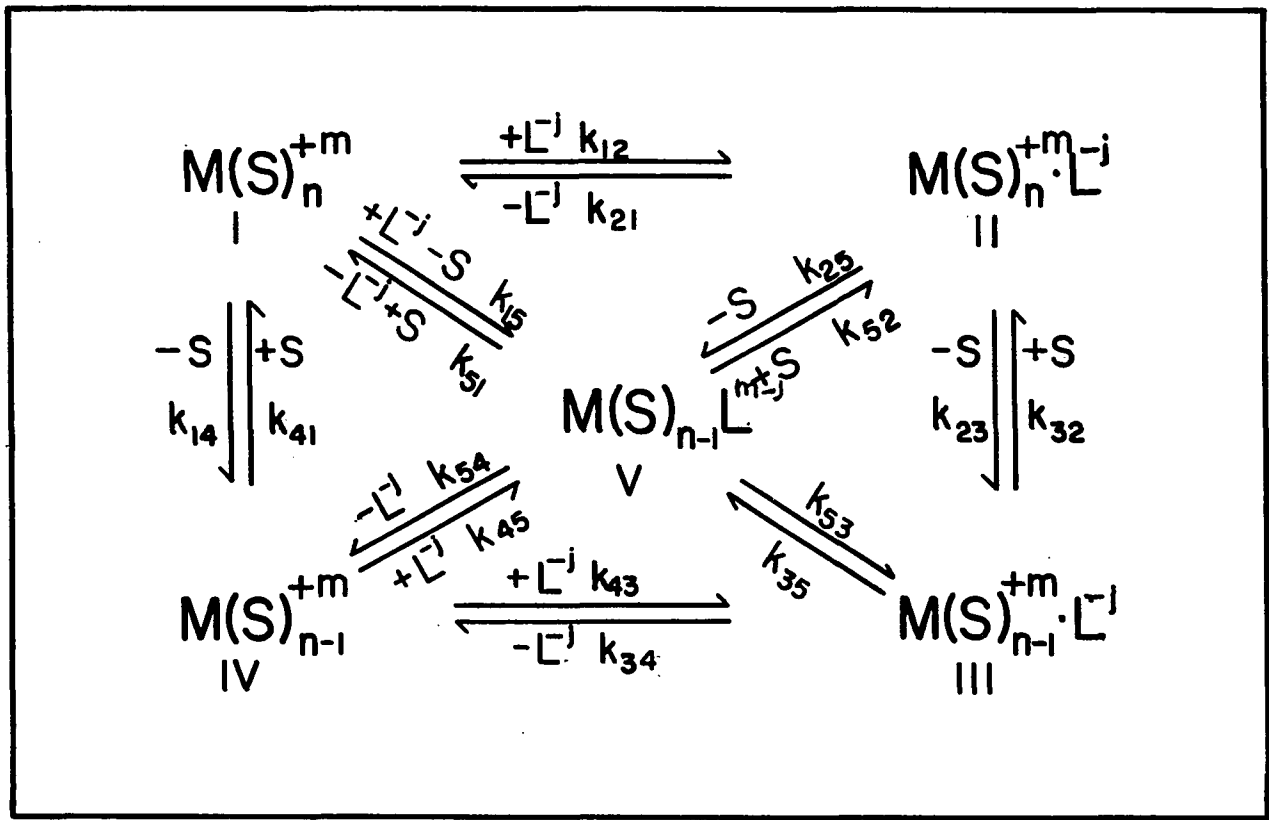 +L⁻ʲ k₁₂
M(S)ₙ⁺ᵐ
M(S)ₙ⁺ᵐ·L⁻ʲ
−L⁻ʲ k₂₁
I
II
+L⁻ʲ −S k₁₅
−L⁻ʲ+S k₅₁
−S k₂₅
+S k₅₂
−S +S
k₁₄ k₄₁
−S +S
k₂₃ k₃₂
M(S)ₙ₋₁Lᵐ⁻ʲ
V
−L⁻ʲ k₅₄
+L⁻ʲ k₄₅
k₅₃
k₃₅
+L⁻ʲ k₄₃
M(S)ₙ₋₁⁺ᵐ
M(S)ₙ₋₁⁺ᵐ·L⁻ʲ
−L⁻ʲ k₃₄
IV
III